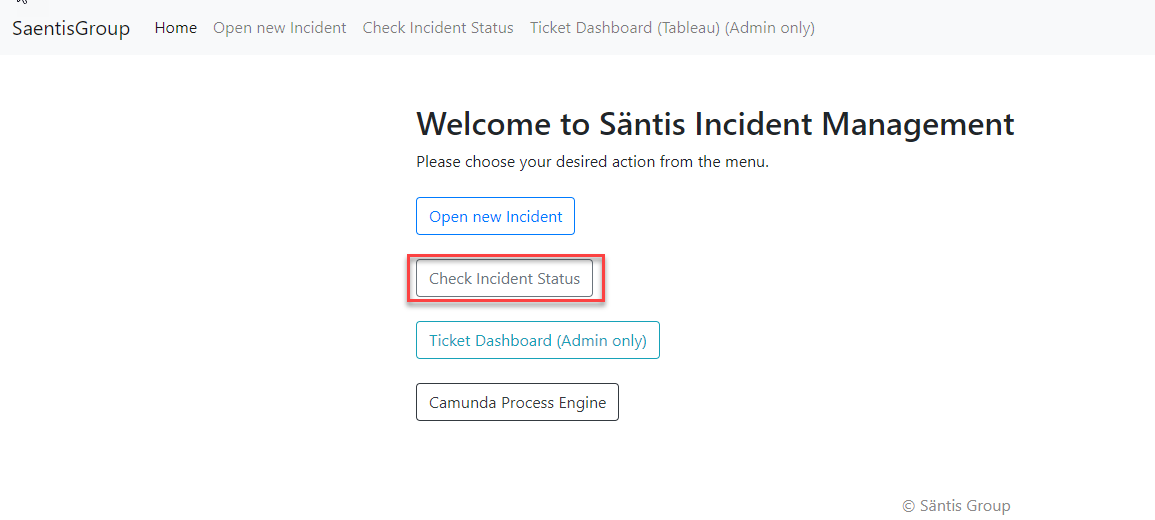 SaentisGroup Home Open new Incident Check Incident Status Ticket Dashboard (Tableau) (Admin only)
Welcome to Säntis Incident Management
Please choose your desired action from the menu.
Open new Incident
Check Incident Status
Ticket Dashboard (Admin only)
Camunda Process Engine
© Säntis Group